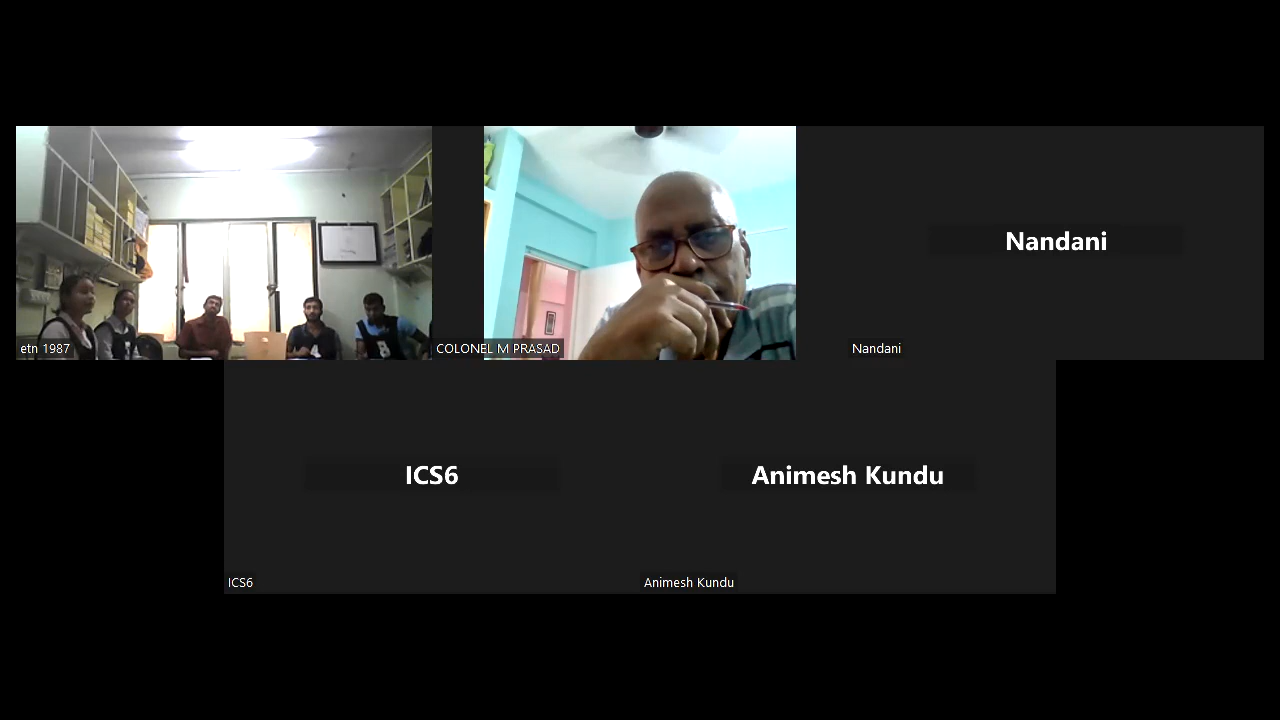 Nandani
etn 1987
COLONEL M PRASAD
Nandani
ICS6
Animesh Kundu
ICS6
Animesh Kundu